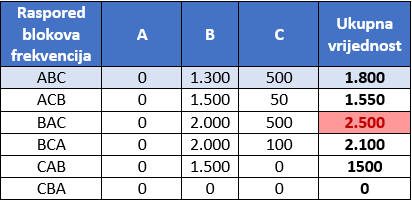 Raspored blokova frekvencija A B C Ukupna vrijednost
ABC 0 1.300 500 1.800
ACB 0 1.500 50 1.550
BAC 0 2.000 500 2.500
BCA 0 2.000 100 2.100
CAB 0 1.500 0 1500
CBA 0 0 0 0